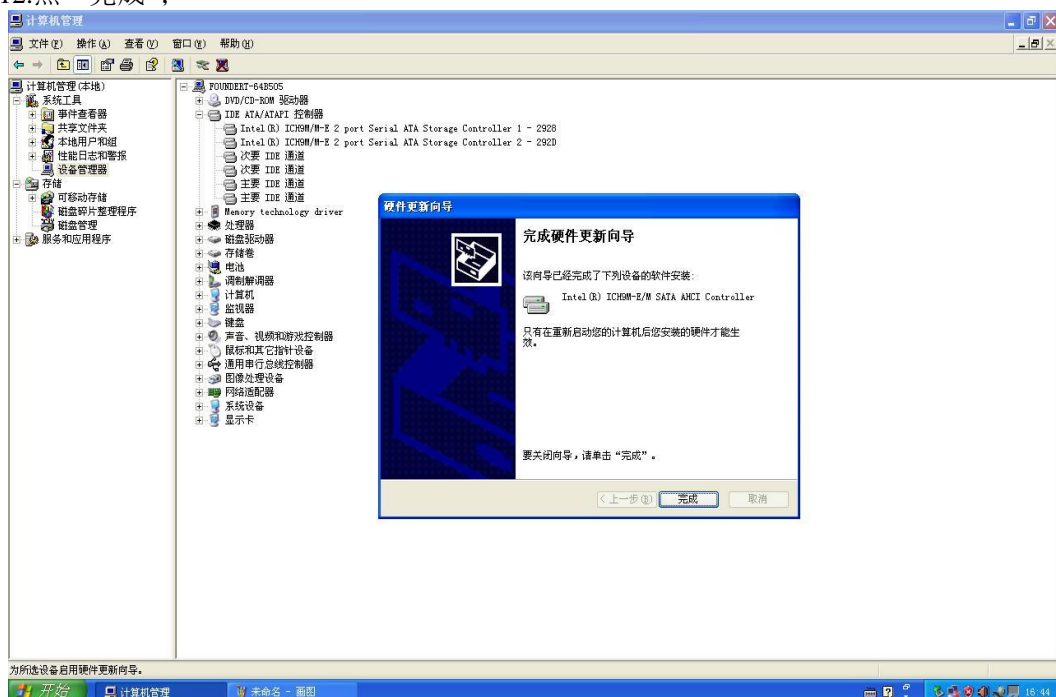 12.点“完成”，
计算机管理
文件(F) 操作(A) 查看(V) 窗口(W) 帮助(H)
计算机管理(本地)
系统工具
事件查看器
共享文件夹
本地用户和组
性能日志和警报
设备管理器
存储
可移动存储
磁盘碎片整理程序
磁盘管理
服务和应用程序
FOUNDERT-64B505
DVD/CD-ROM 驱动器
IDE ATA/ATAPI 控制器
Intel(R) ICH9M/M-E 2 port Serial ATA Storage Controller 1 - 2928
Intel(R) ICH9M/M-E 2 port Serial ATA Storage Controller 2 - 292D
次要 IDE 通道
次要 IDE 通道
主要 IDE 通道
主要 IDE 通道
Memory technology driver
处理器
磁盘驱动器
存储卷
电池
调制解调器
计算机
监视器
键盘
声音、视频和游戏控制器
鼠标和其它指针设备
通用串行总线控制器
图像处理设备
网络适配器
系统设备
显示卡
硬件更新向导
完成硬件更新向导
该向导已经完成了下列设备的软件安装:
Intel(R) ICH9M-E/M SATA AHCI Controller
只有在重新启动您的计算机后您安装的硬件才能生
效。
要关闭向导，请单击“完成”。
<上一步(B) 完成 取消
为所选设备启用硬件更新向导。
开始 计算机管理 未命名 - 画图 16:44